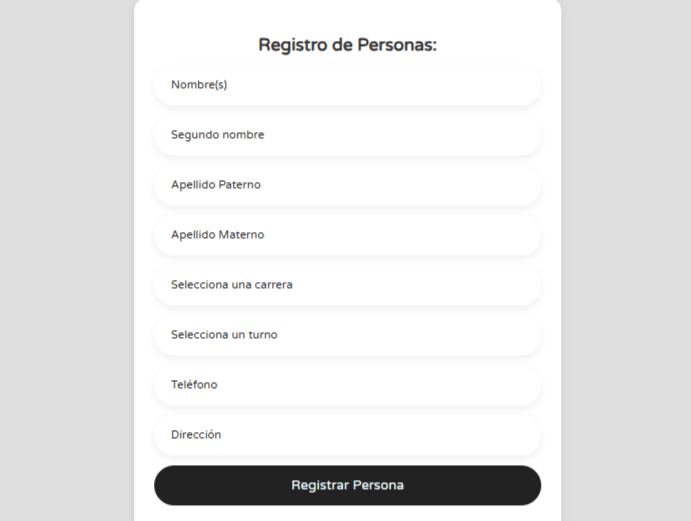 Registro de Personas:
Nombre(s)
Segundo nombre
Apellido Paterno
Apellido Materno
Selecciona una carrera
Selecciona un turno
Teléfono
Dirección
Registrar Persona